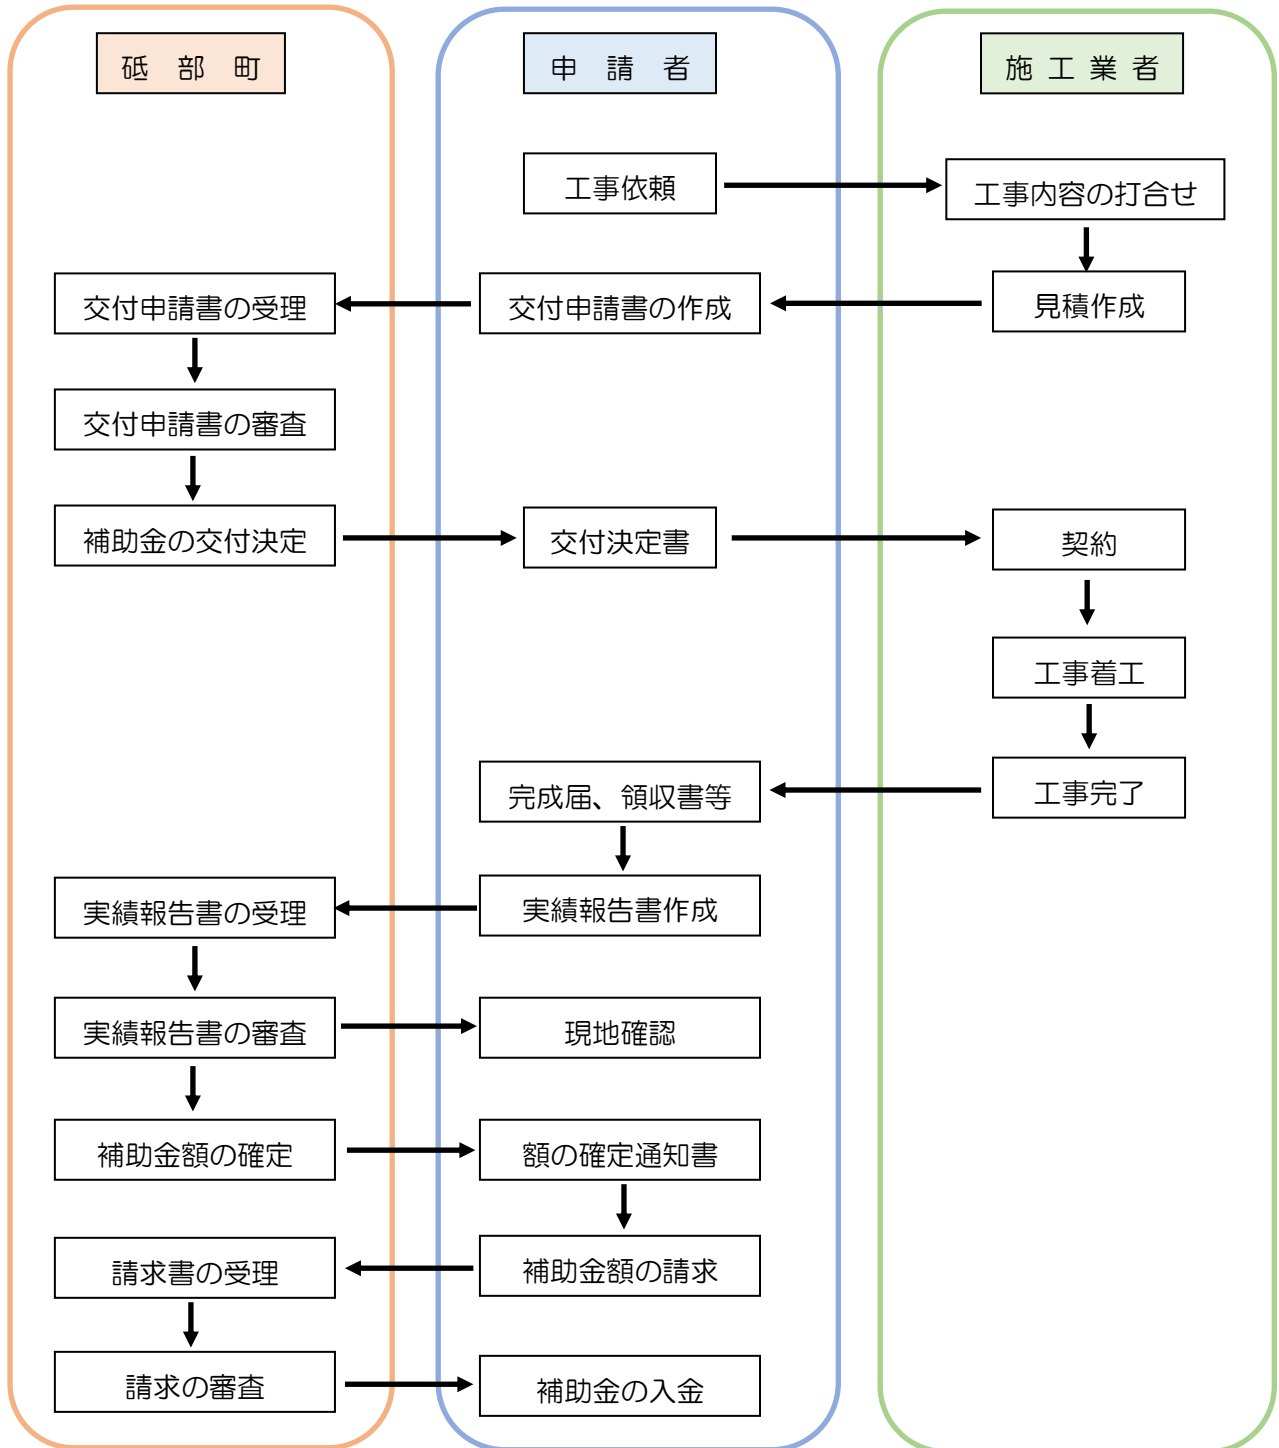 砥部町
申請者
施工業者
工事依頼
工事内容の打合せ
交付申請書の受理
交付申請書の作成
見積作成
交付申請書の審査
補助金の交付決定
交付決定書
契約
工事着工
完成届、領収書等
工事完了
実績報告書の受理
実績報告書作成
実績報告書の審査
現地確認
補助金額の確定
額の確定通知書
請求書の受理
補助金額の請求
請求の審査
補助金の入金